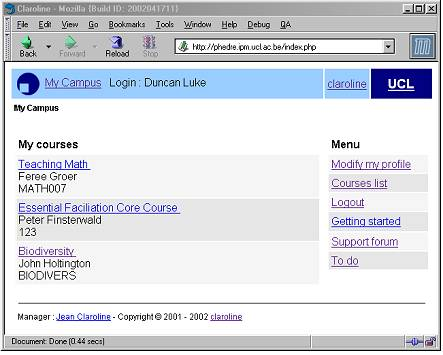 Claroline - Mozilla {Build ID: 2002041711}
File Edit View Go Bookmarks Tools Window Help Debug QA
Back Forward Reload Stop http://phedre.ipm.ucl.ac.be/index.php
My Campus Login : Duncan Luke claroline UCL
My Campus
My courses
Teaching Math
Feree Groer
MATH007
Essential Faciliation Core Course
Peter Finsterwald
123
Biodiversity
John Holtington
BIODIVERS
Menu
Modify my profile
Courses list
Logout
Getting started
Support forum
To do
Manager : Jean Claroline - Copyright © 2001 - 2002 claroline
Document: Done (0.44 secs)